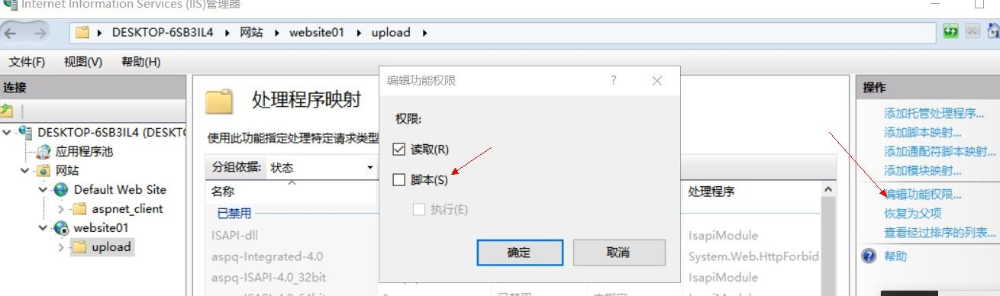 Internet Information Services (IIS)管理器
DESKTOP-6SB3IL4 网站 website01 upload
文件(F) 视图(V) 帮助(H)
连接
DESKTOP-6SB3IL4 (DESKTO
应用程序池
网站
Default Web Site
aspnet_client
website01
upload
处理程序映射
使用此功能指定处理特定请求类型
分组依据: 状态
名称
处理程序
已禁用
ISAPI-dll
IsapiModule
aspq-Integrated-4.0
System.Web.HttpForbid
aspq-ISAPI-4.0_32bit
IsapiModule
编辑功能权限 ?
权限:
读取(R)
脚本(S)
执行(E)
确定 取消
操作
添加托管处理程序...
添加脚本映射...
添加通配符脚本映射...
添加模块映射...
编辑功能权限...
恢复为父项
查看经过排序的列表...
帮助